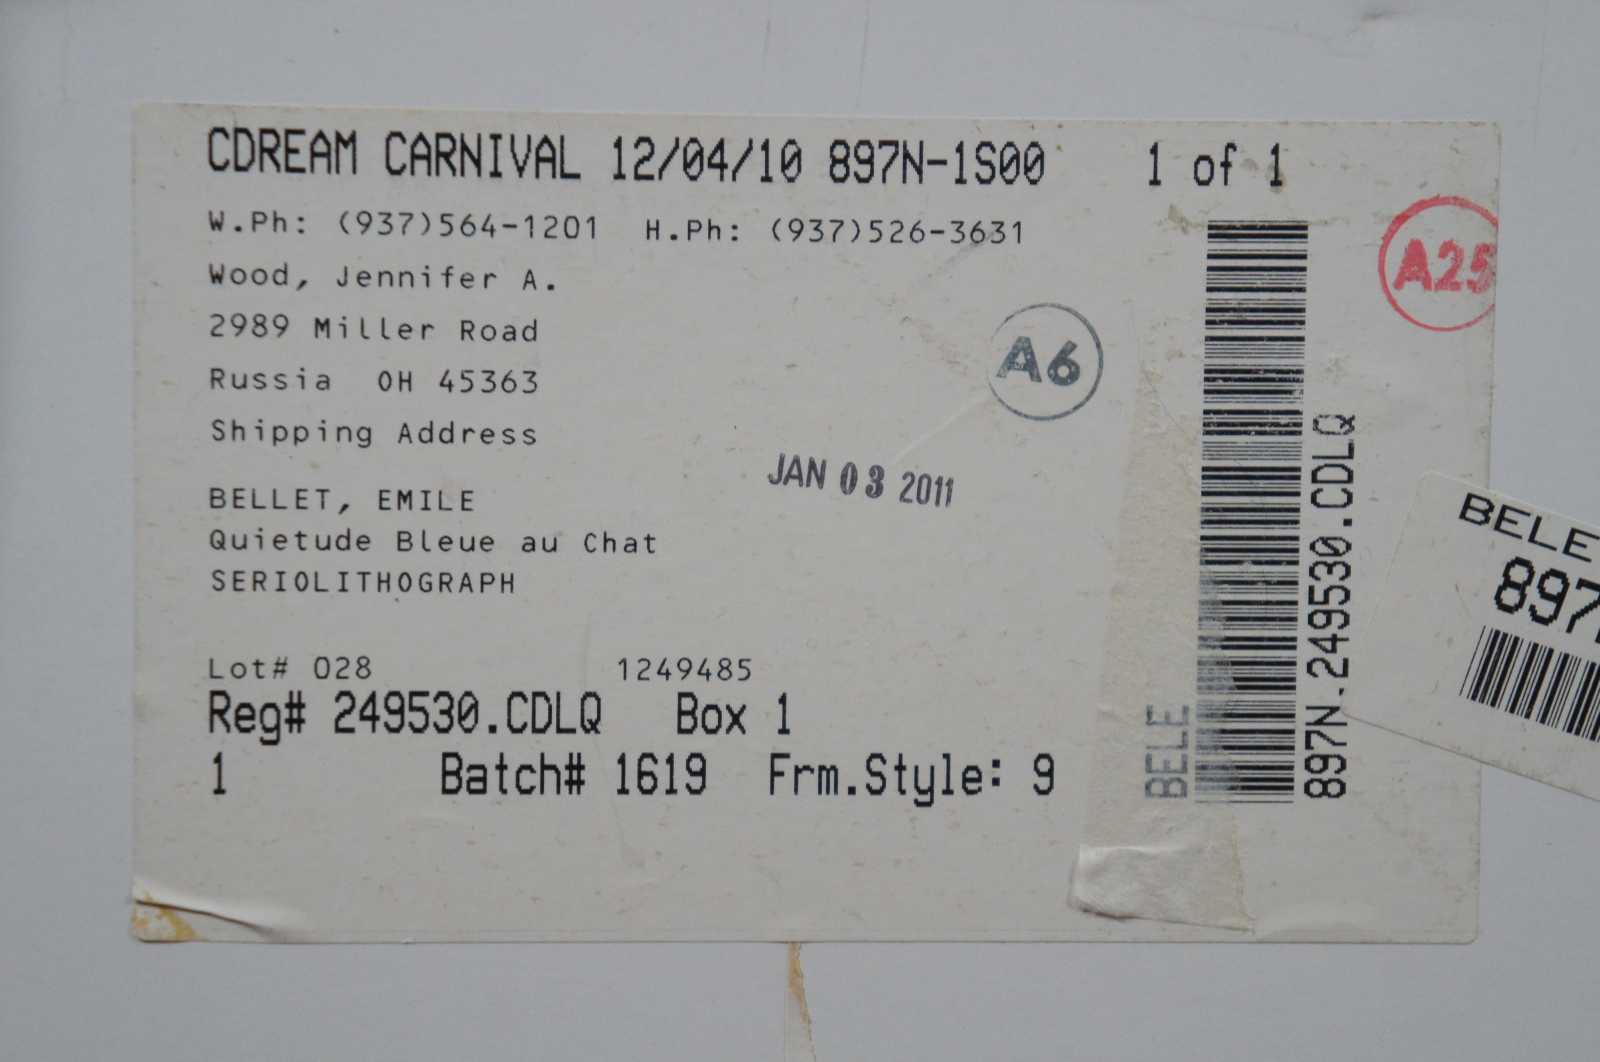 CDREAM CARNIVAL 12/04/10 897N-1S00 1 of 1
W.Ph: (937)564-1201 H.Ph: (937)526-3631
Wood, Jennifer A.
2989 Miller Road
Russia OH 45363
Shipping Address
A25
A6
JAN 03 2011
BELLET, EMILE
Quietude Bleue au Chat
SERIOLITHOGRAPH
Lot# 028 1249485
Reg# 249530.CDLQ Box 1
1 Batch# 1619 Frm.Style: 9
BELE
897N.249530.CDLQ
BELE
897